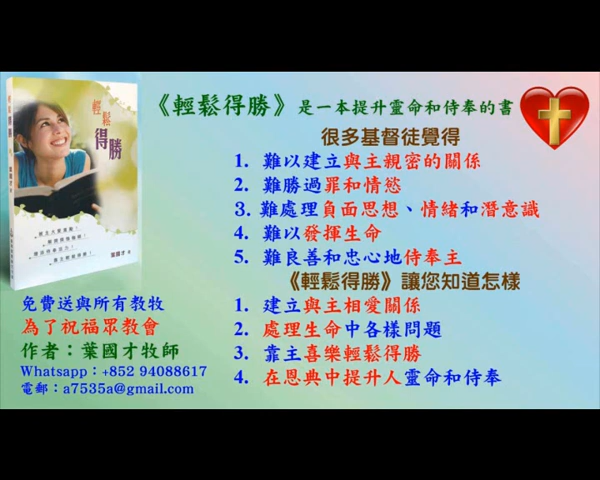 《輕鬆得勝》是一本提升靈命和侍奉的書
很多基督徒覺得
1. 難以建立與主親密的關係
2. 難勝過罪和情慾
3. 難處理負面思想、情緒和潛意識
4. 難以發揮生命
5. 難良善和忠心地侍奉主
《輕鬆得勝》讓您知道怎樣
1. 建立與主相愛關係
2. 處理生命中各樣問題
3. 靠主喜樂輕鬆得勝
4. 在恩典中提升人靈命和侍奉
輕鬆
得勝
輕鬆得勝
葉國才 著
免費送與所有教牧
為了祝福眾教會
作者：葉國才牧師
Whatsapp：+852 94088617
電郵：a7535a@gmail.com